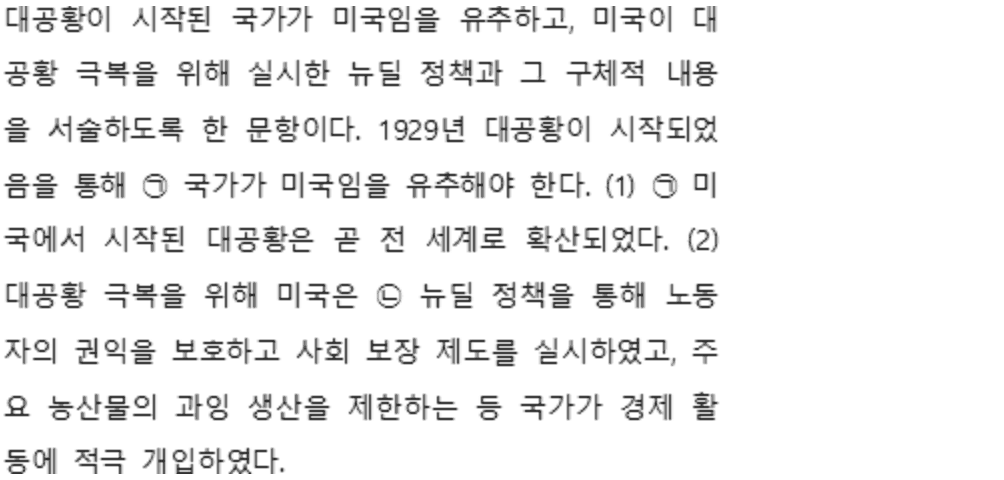 대공황이 시작된 국가가 미국임을 유추하고, 미국이 대
공황 극복을 위해 실시한 뉴딜 정책과 그 구체적 내용
을 서술하도록 한 문항이다. 1929년 대공황이 시작되었
음을 통해 ㉠ 국가가 미국임을 유추해야 한다. (1) ㉠ 미
국에서 시작된 대공황은 곧 전 세계로 확산되었다. (2)
대공황 극복을 위해 미국은 ㉡ 뉴딜 정책을 통해 노동
자의 권익을 보호하고 사회 보장 제도를 실시하였고, 주
요 농산물의 과잉 생산을 제한하는 등 국가가 경제 활
동에 적극 개입하였다.